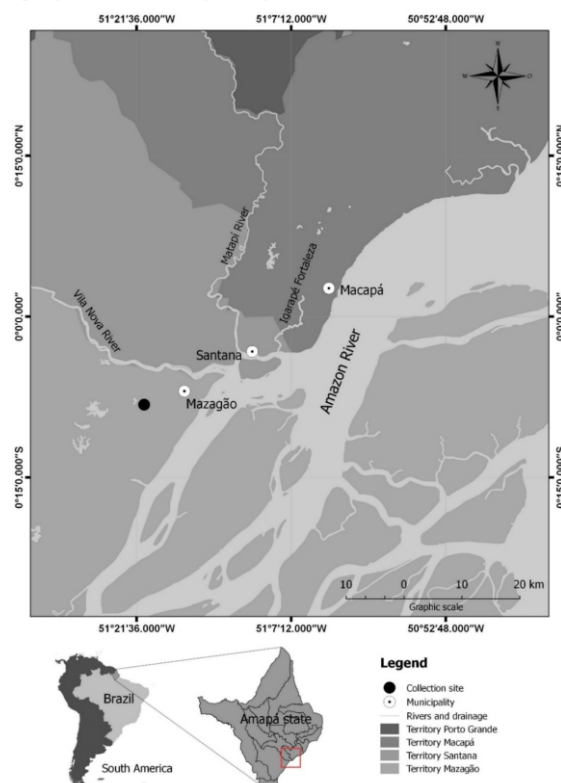 51°21'36.000"W 51°7'12.000"W 50°52'48.000"W
0°15'0.000"N
0°15'0.000"N
Matapí River
Igarapé Fortaleza
Macapá
0°0'0.000"
0°0'0.000"
Vila Nova River
Santana
Amazon River
Mazagão
0°15'0.000"S
0°15'0.000"S
10 0 10 20 km
Graphic scale
51°21'36.000"W 51°7'12.000"W 50°52'48.000"W
Brazil
South America
Amapá state
Legend
Collection site
Municipality
Rivers and drainage
Territory Porto Grande
Territory Macapá
Territory Santana
Territory Mazagão